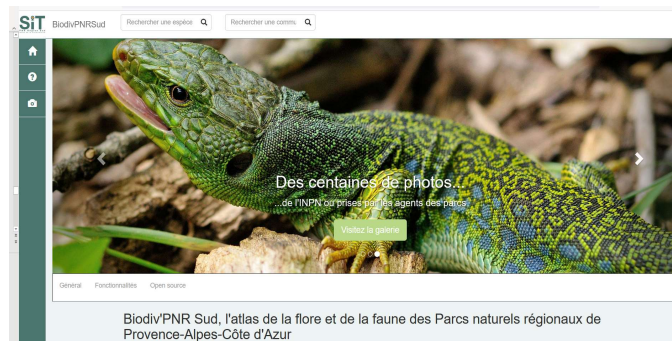 SiT
BiodivPNRSud
Rechercher une espèce
Rechercher une commu
Des centaines de photos...
...de l'INPN ou prises par les agents des parcs
Visitez la galerie
Général Fonctionnalités Open source
Biodiv'PNR Sud, l'atlas de la flore et de la faune des Parcs naturels régionaux de
Provence-Alpes-Côte d'Azur